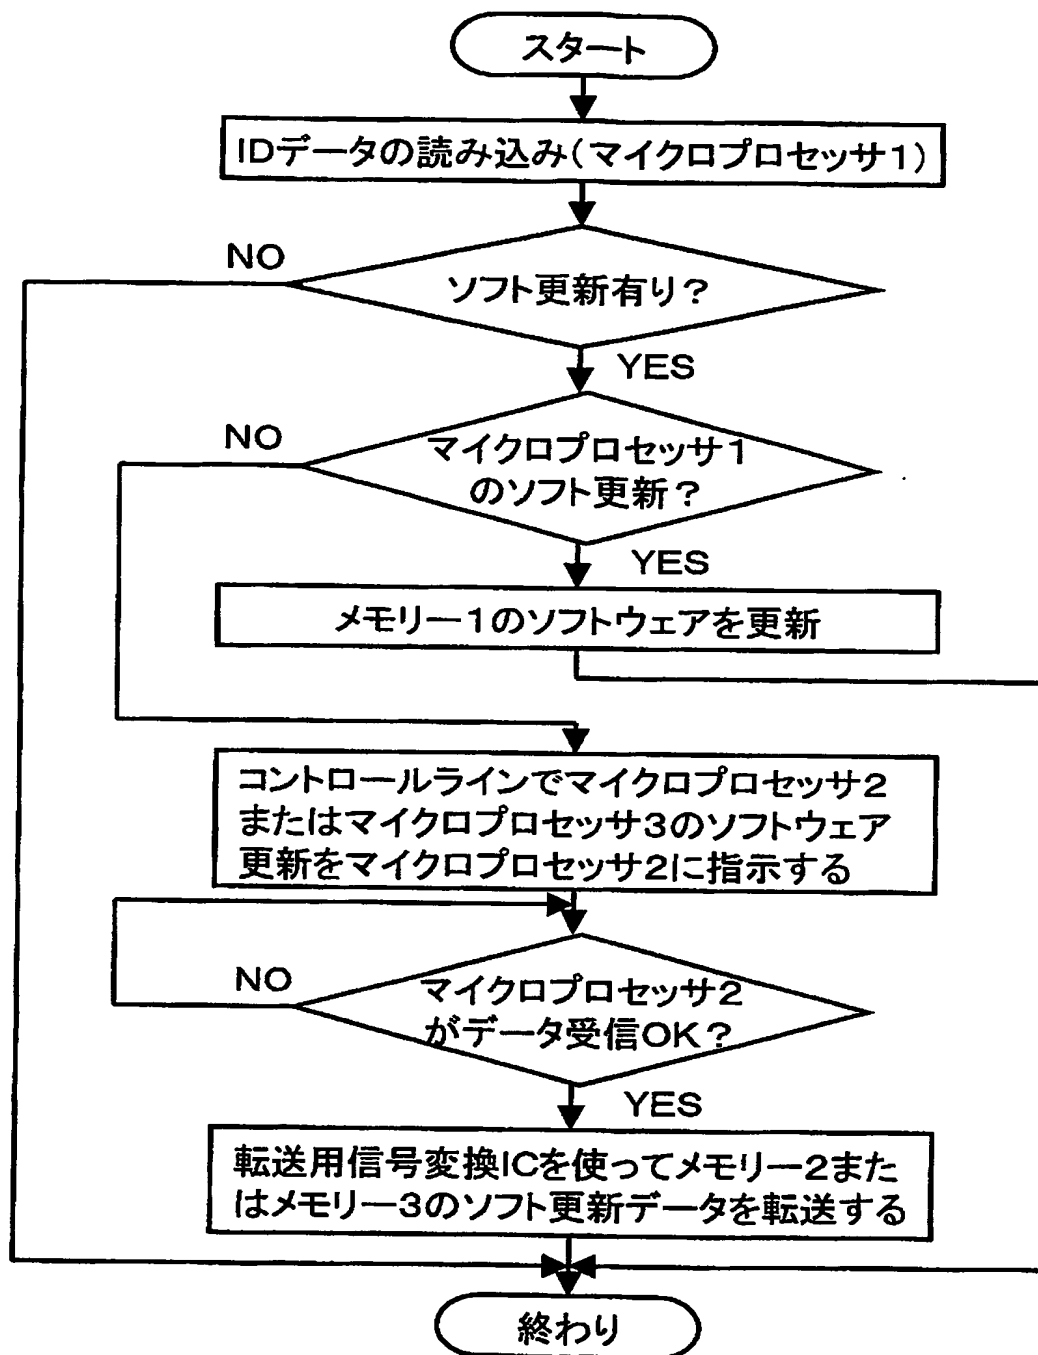 スタート
IDデータの読み込み(マイクロプロセッサ1)
NO
ソフト更新有り?
YES
NO
マイクロプロセッサ1
のソフト更新?
YES
メモリー1のソフトウェアを更新
コントロールラインでマイクロプロセッサ2
またはマイクロプロセッサ3のソフトウェア
更新をマイクロプロセッサ2に指示する
NO
マイクロプロセッサ2
がデータ受信OK?
YES
転送用信号変換ICを使ってメモリー2また
はメモリー3のソフト更新データを転送する
終わり